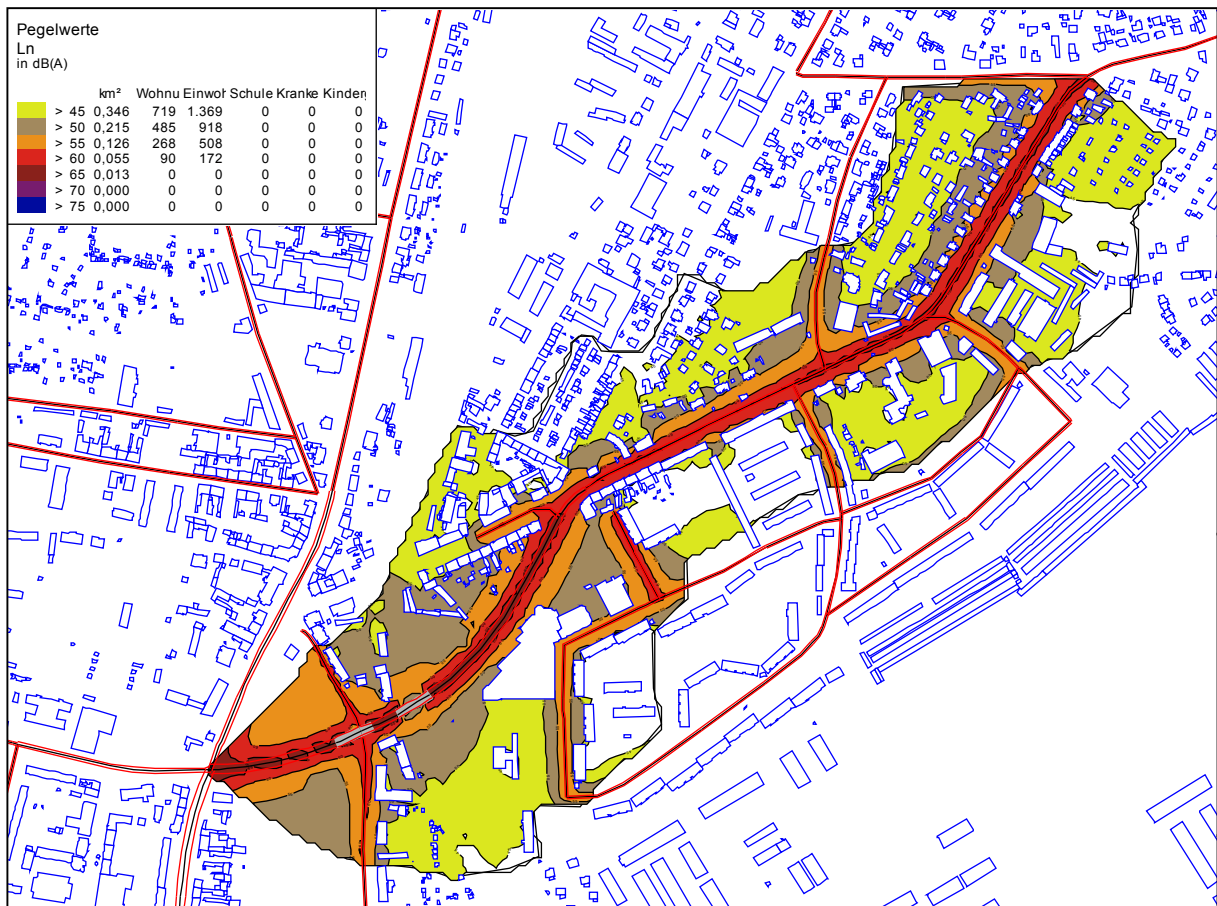 Pegelwerte
Ln
in dB(A)
km² Wohnu Einwof Schule Kranke Kinder
> 45 0,346 719 1.369 0 0 0
> 50 0,215 485 918 0 0 0
> 55 0,126 268 508 0 0 0
> 60 0,055 90 172 0 0 0
> 65 0,013 0 0 0 0 0
> 70 0,000 0 0 0 0 0
> 75 0,000 0 0 0 0 0